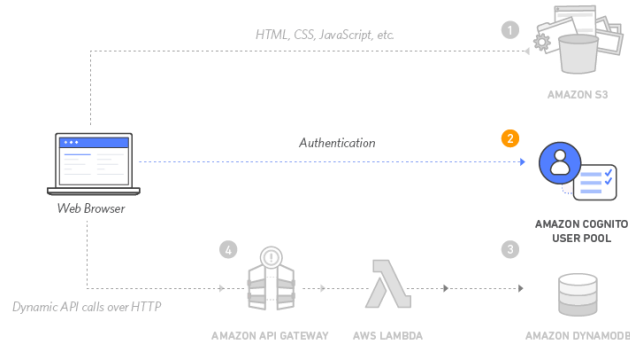 HTML, CSS, JavaScript, etc.
1
AMAZON S3
Authentication
2
Web Browser
AMAZON COGNITO
USER POOL
4
3
Dynamic API calls over HTTP
AMAZON API GATEWAY
AWS LAMBDA
AMAZON DYNAMODB